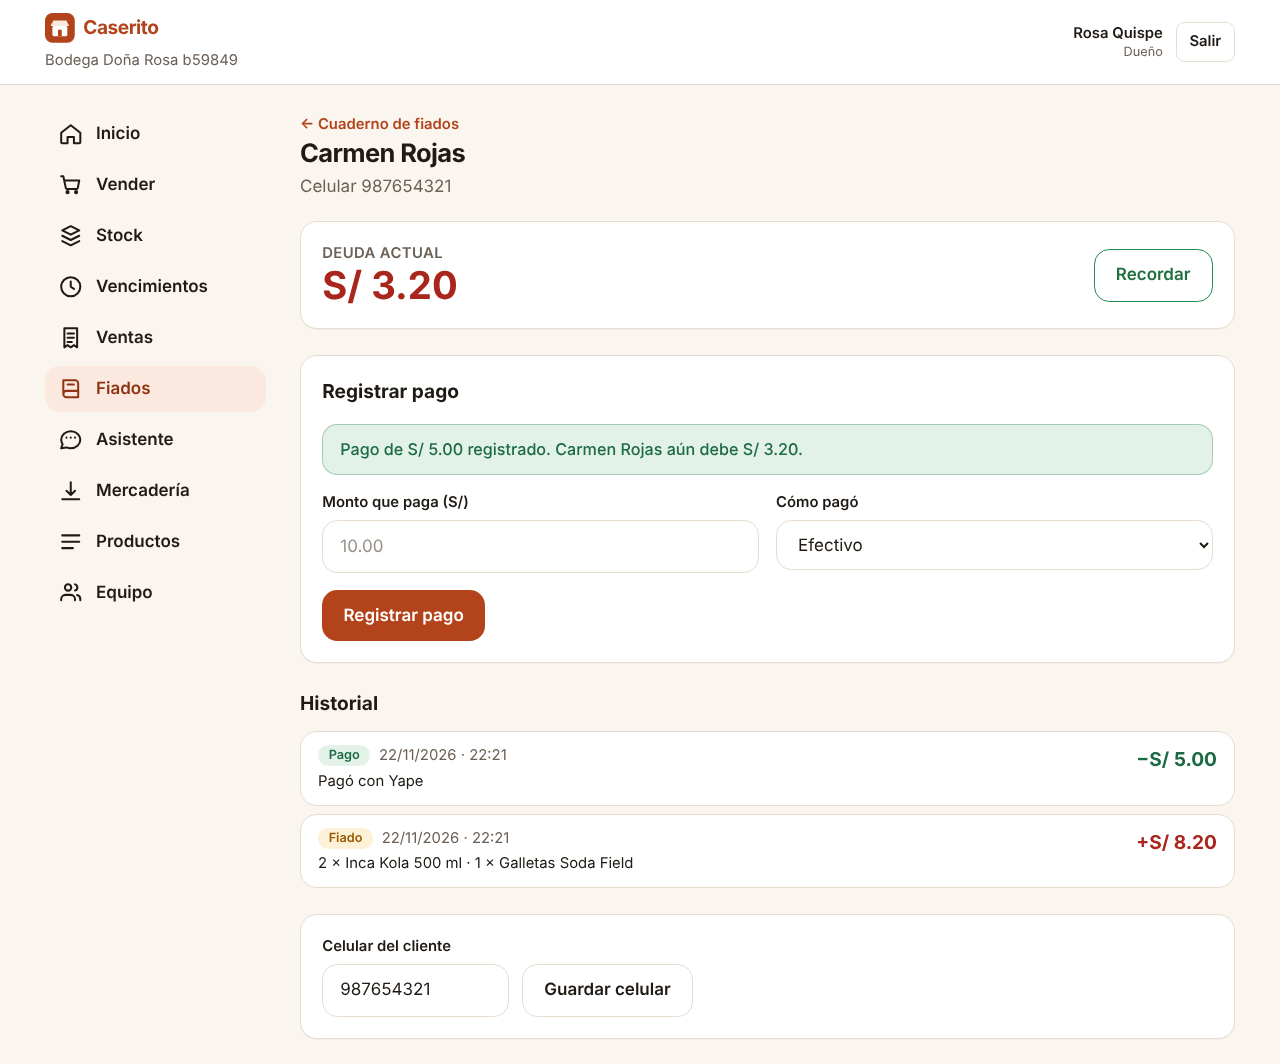 Caserito
Bodega Doña Rosa b59849
Rosa Quispe
Dueño
Salir
Inicio
Vender
Stock
Vencimientos
Ventas
Fiados
Asistente
Mercadería
Productos
Equipo
← Cuaderno de fiados
Carmen Rojas
Celular 987654321
DEUDA ACTUAL
S/ 3.20
Recordar
Registrar pago
Pago de S/ 5.00 registrado. Carmen Rojas aún debe S/ 3.20.
Monto que paga (S/)
Cómo pagó
10.00
Efectivo
Registrar pago
Historial
Pago 22/11/2026 · 22:21
−S/ 5.00
Pagó con Yape
Fiado 22/11/2026 · 22:21
+S/ 8.20
2 × Inca Kola 500 ml · 1 × Galletas Soda Field
Celular del cliente
987654321
Guardar celular